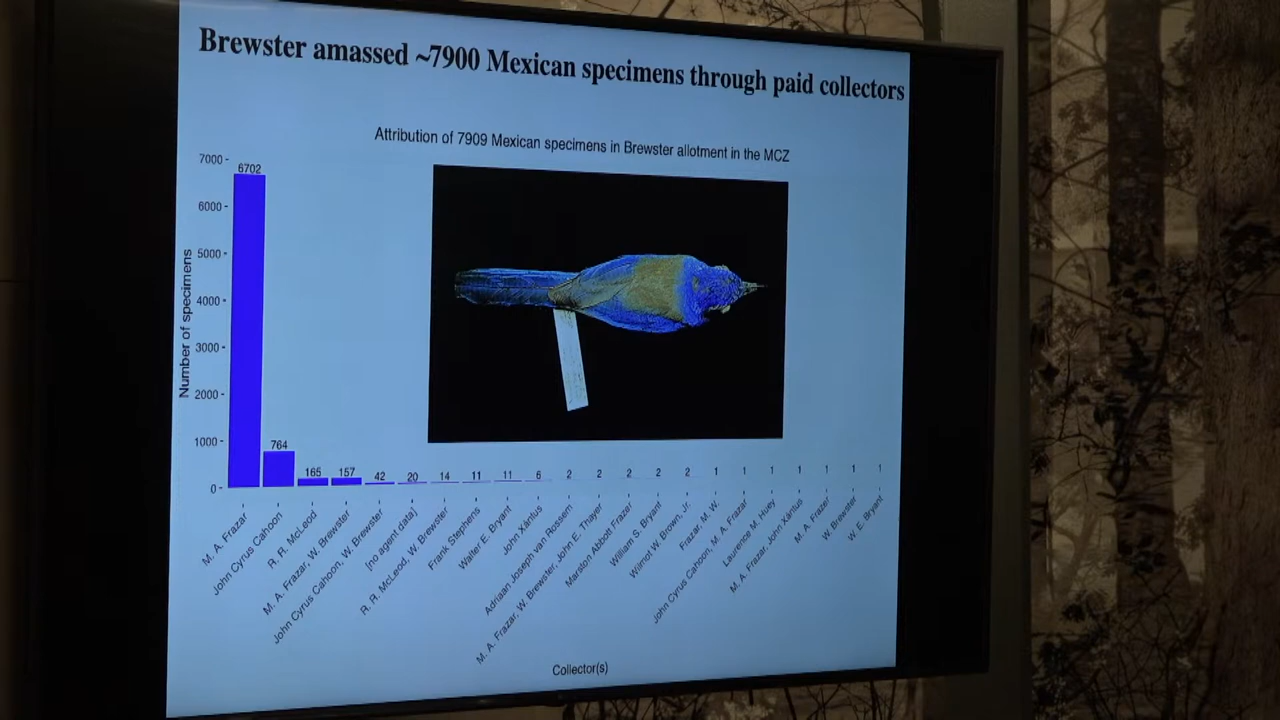 Brewster amassed ~7900 Mexican specimens through paid collectors
Attribution of 7909 Mexican specimens in Brewster allotment in the MCZ
Number of specimens
7000
6000
5000
4000
3000
2000
1000
0
6702
764
165
157
42
20
14
11
11
6
2
2
2
2
2
1
1
1
1
1
1
1
M. A. Frazar
John Cyrus Cahoon
R. R. McLeod
M. A. Frazar, W. Brewster
John Cyrus Cahoon, W. Brewster
[no agent data]
R. R. McLeod, W. Brewster
Frank Stephens
Walter E. Bryant
John Xántus
Adriaan Joseph van Rossem
M. A. Frazar, W. Brewster, John E. Thayer
Marston Abbott Frazer
William S. Bryant
Wilmot W. Brown, Jr.
Frazar, M. W.
John Cyrus Cahoon, M. A. Frazar
Laurence M. Huey
M. A. Frazar, John Xántus
M. A. Frazer
W. Brewster
W. E. Bryant
Collector(s)